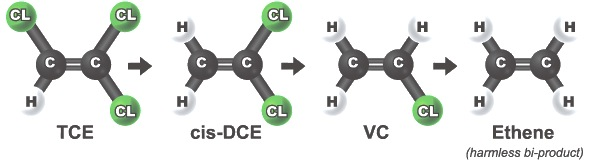 CL CL
C C
H CL
TCE
H CL
C C
H CL
cis-DCE
H H
C C
H CL
VC
H H
C C
H H
Ethene
(harmless bi-product)